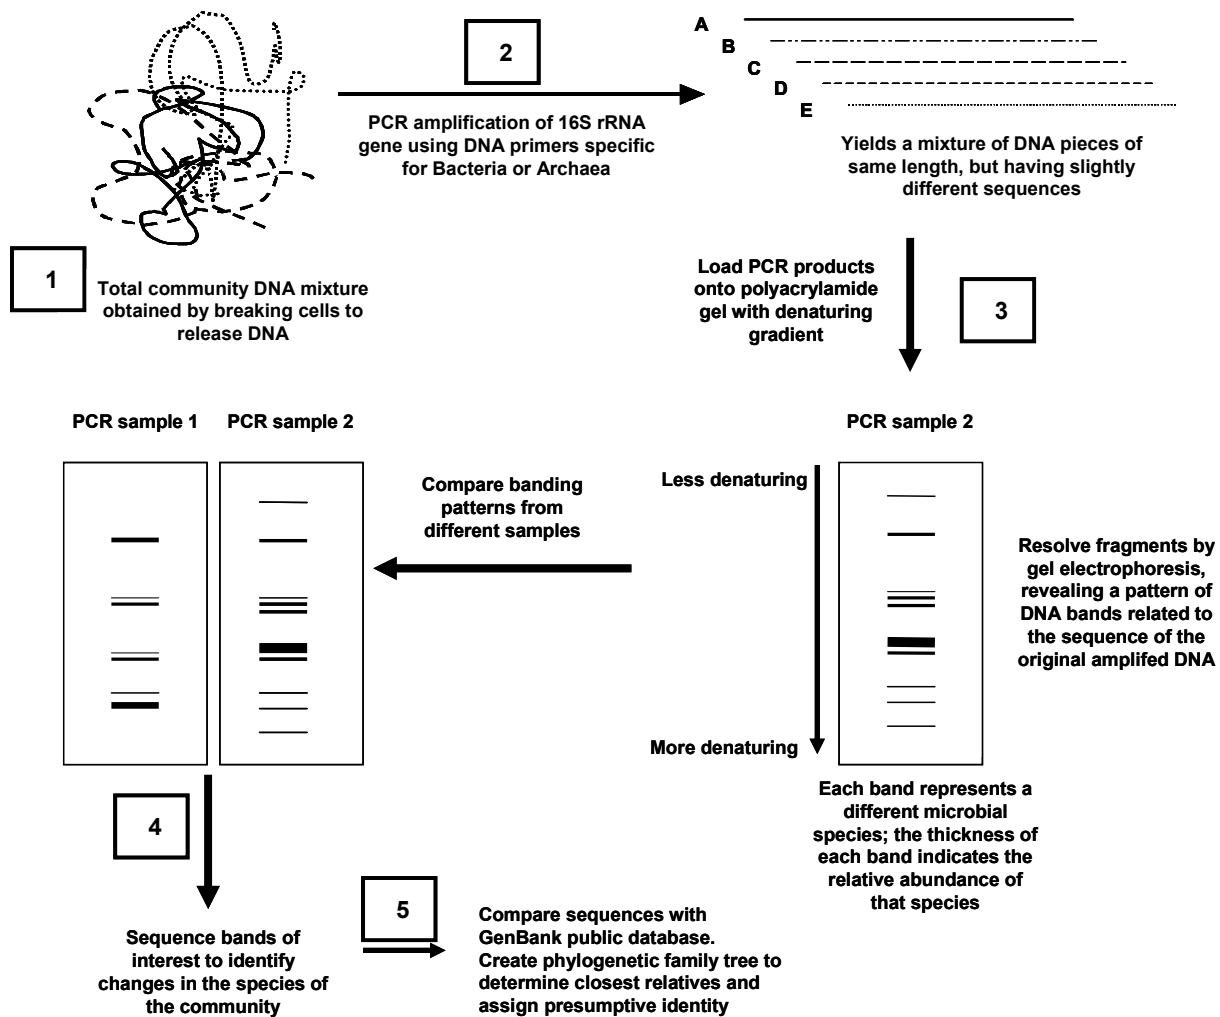 1
Total community DNA mixture
obtained by breaking cells to
release DNA
2
PCR amplification of 16S rRNA
gene using DNA primers specific
for Bacteria or Archaea
A
B
C
D
E
Yields a mixture of DNA pieces of
same length, but having slightly
different sequences
Load PCR products
onto polyacrylamide
gel with denaturing
gradient
3
PCR sample 2
Less denaturing
More denaturing
Resolve fragments by
gel electrophoresis,
revealing a pattern of
DNA bands related to
the sequence of the
original amplifed DNA
Each band represents a
different microbial
species; the thickness of
each band indicates the
relative abundance of
that species
Compare banding
patterns from
different samples
PCR sample 1
PCR sample 2
4
Sequence bands of
interest to identify
changes in the species of
the community
5
Compare sequences with
GenBank public database.
Create phylogenetic family tree to
determine closest relatives and
assign presumptive identity